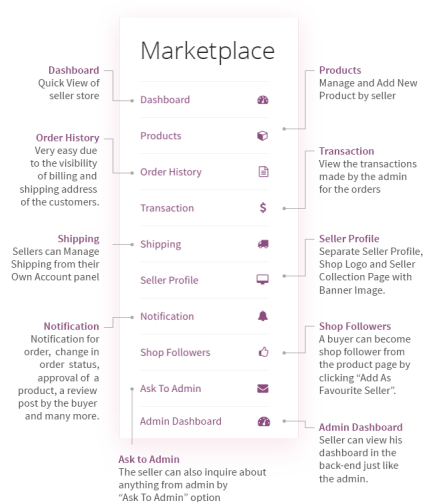 Marketplace
Dashboard
Products
Order History
Transaction
Shipping
Seller Profile
Notification
Shop Followers
Ask To Admin
Admin Dashboard
Dashboard
Quick View of
seller store
Order History
Very easy due
to the visibility
of billing and
shipping address
of the customers.
Shipping
Sellers can Manage
Shipping from their
Own Account panel
Notification
Notification for
order, change in
order status,
approval of a
product, a review
post by the buyer
and many more.
Ask to Admin
The seller can also inquire about
anything from admin by
“Ask To Admin” option
Products
Manage and Add New
Product by seller
Transaction
View the transactions
made by the admin
for the orders
Seller Profile
Separate Seller Profile,
Shop Logo and Seller
Collection Page with
Banner Image.
Shop Followers
A buyer can become
shop follower from
the product page by
clicking “Add As
Favourite Seller”.
Admin Dashboard
Seller can view his
dashboard in the
back-end just like
the admin.